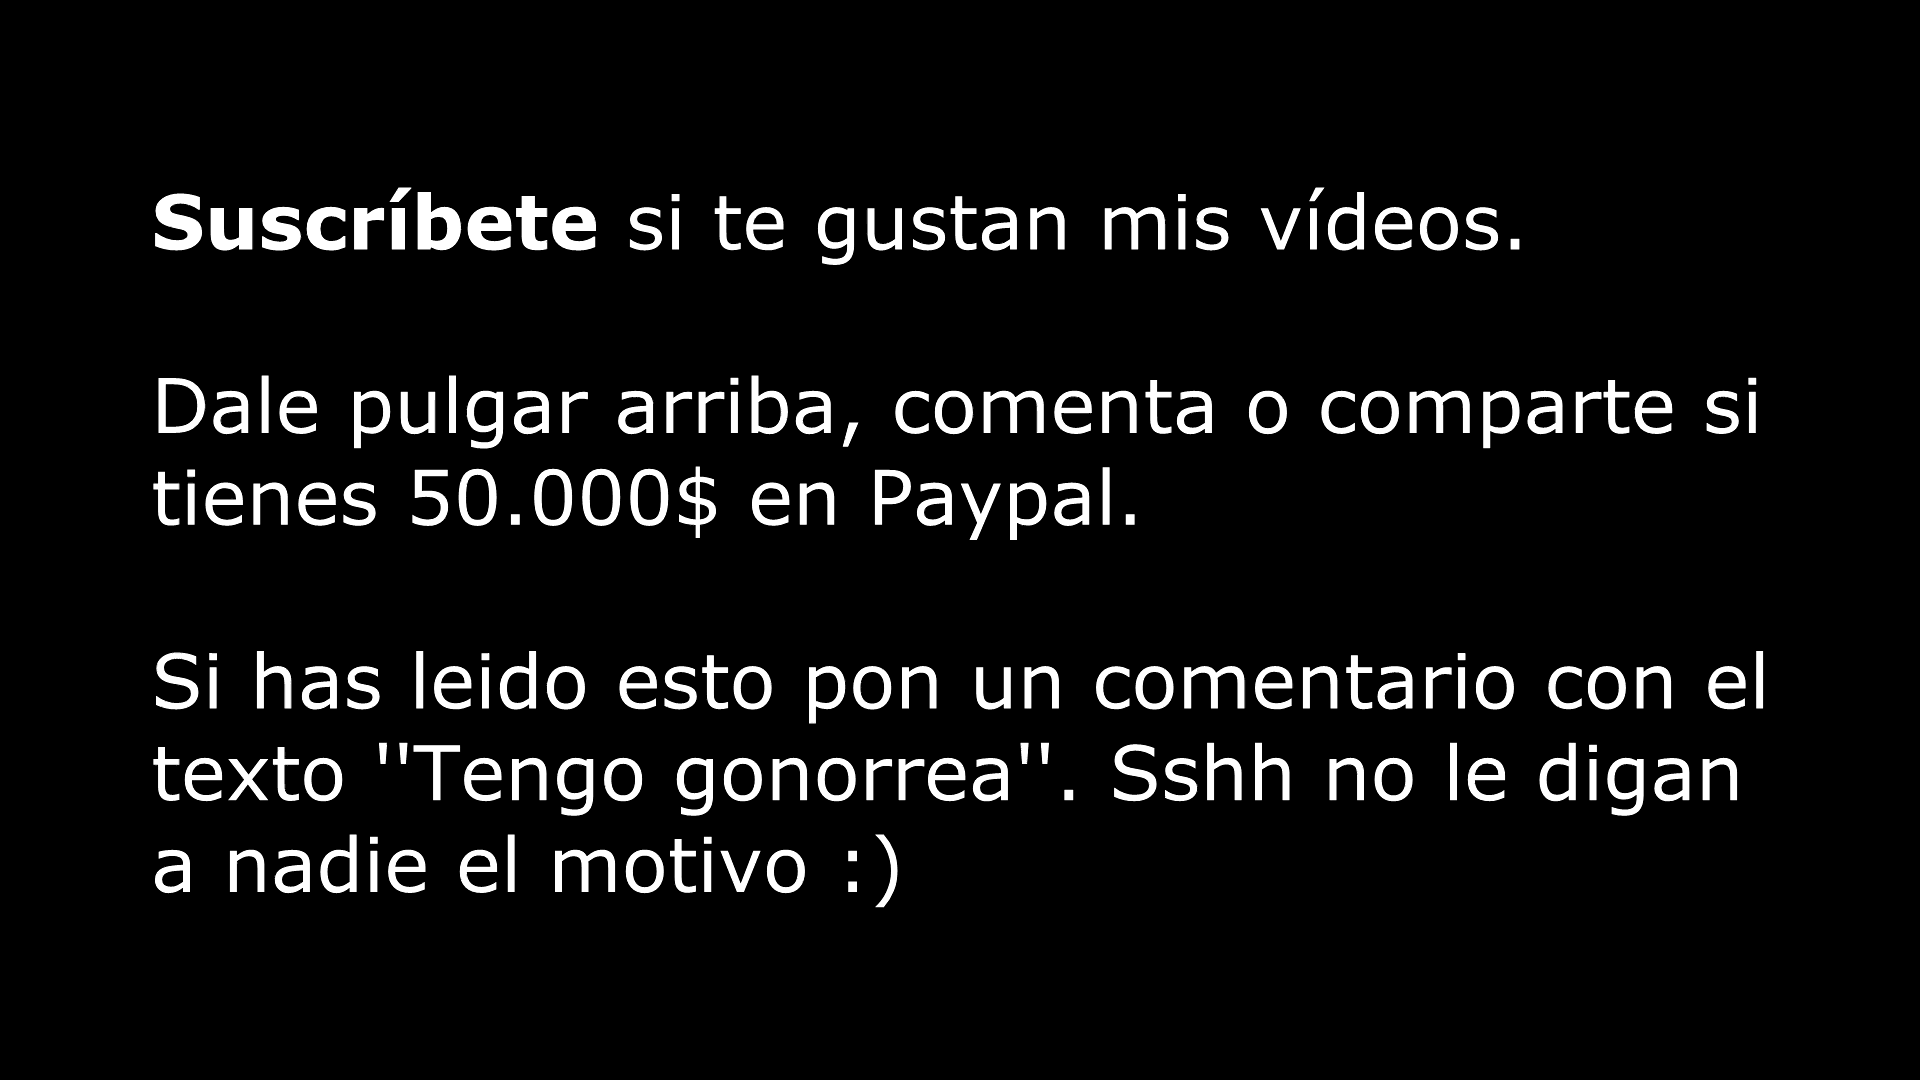 Suscríbete si te gustan mis vídeos.
Dale pulgar arriba, comenta o comparte si
tienes 50.000$ en Paypal.
Si has leido esto pon un comentario con el
texto ''Tengo gonorrea''. Sshh no le digan
a nadie el motivo :)